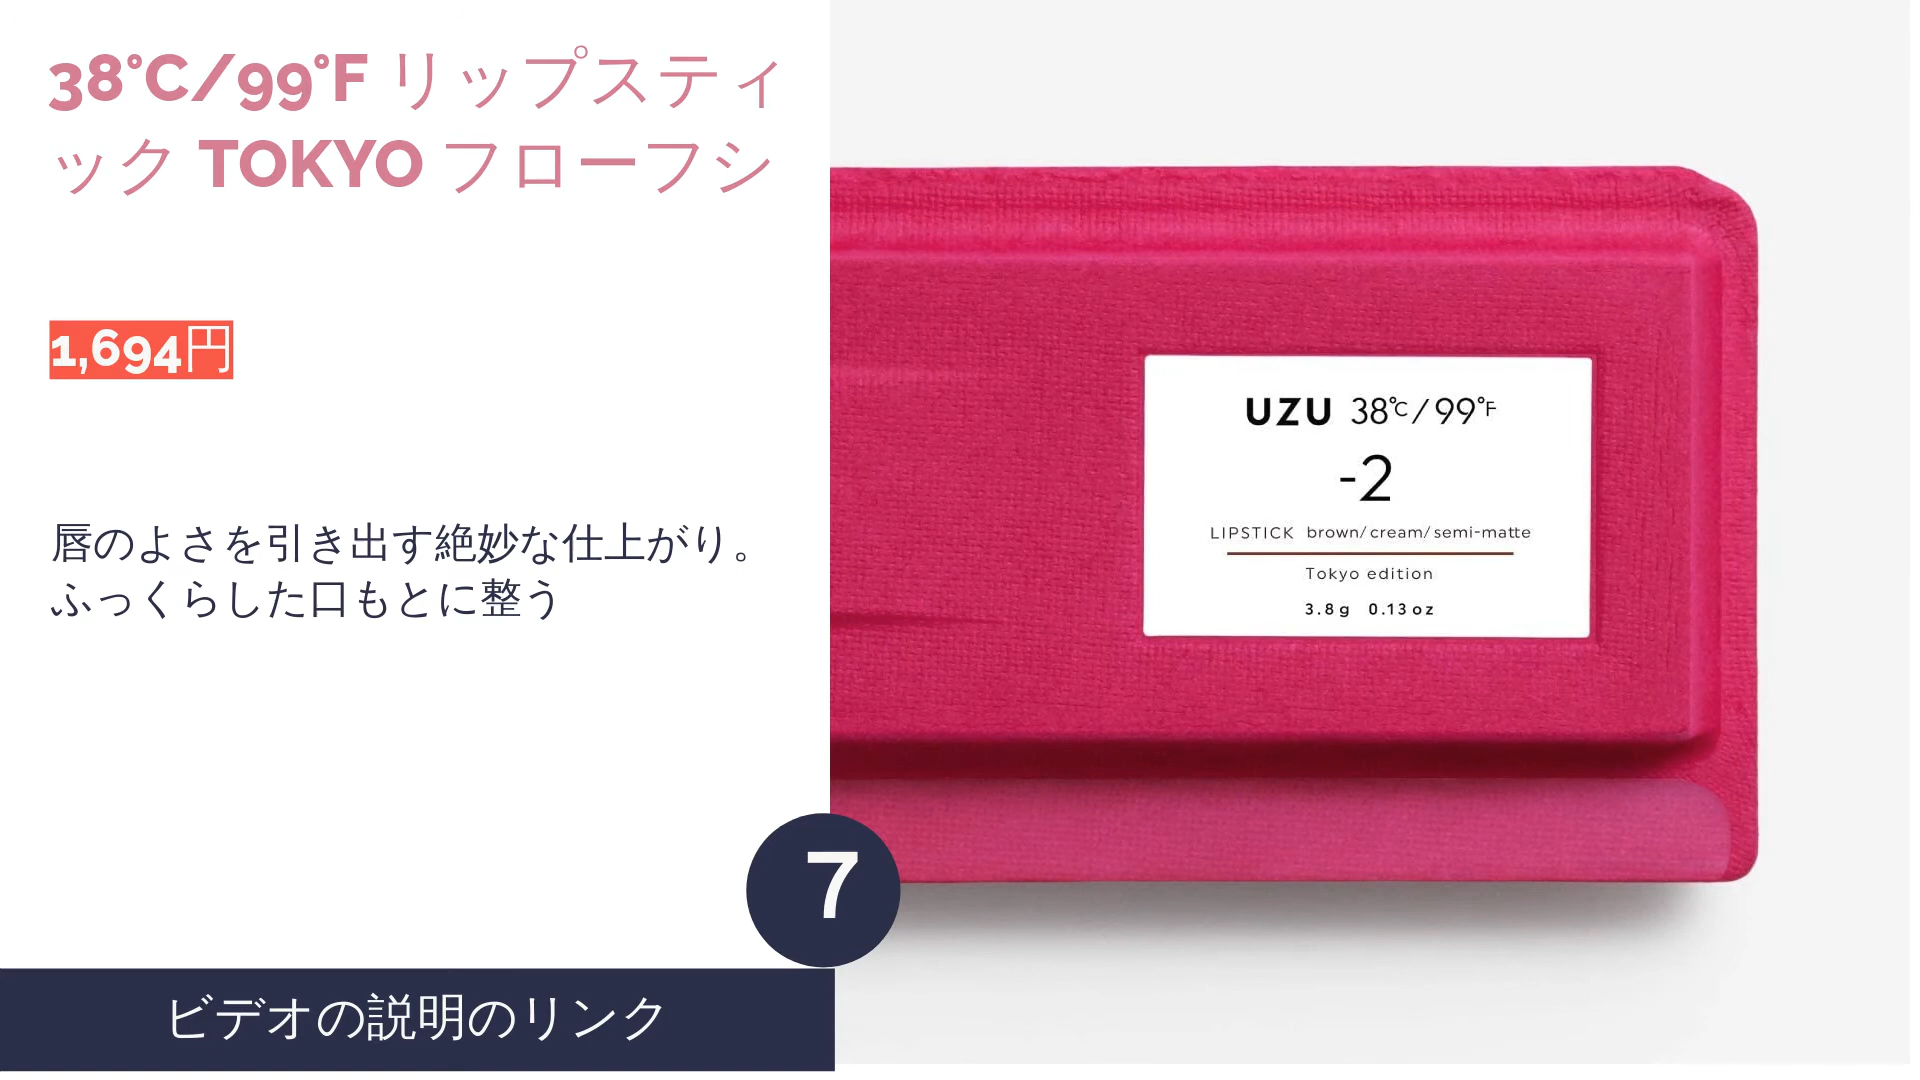 38°C/99°F リップスティ
ック TOKYO フローフシ
1,694円
唇のよさを引き出す絶妙な仕上がり。
ふっくらした口もとに整う
7
ビデオの説明のリンク
UZU 38℃/99°F
-2
LIPSTICK brown/cream/semi-matte
Tokyo edition
3.8g 0.13oz